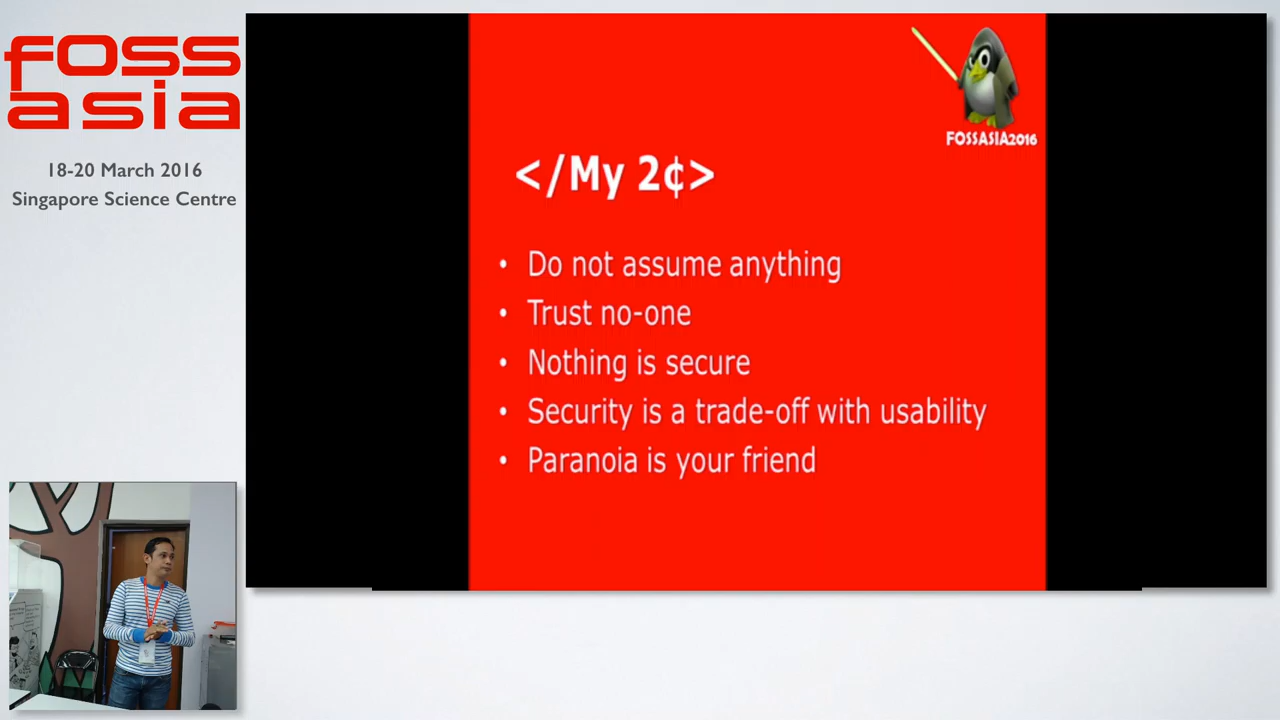 foss
asia
18-20 March 2016
Singapore Science Centre
FOSSASIA2016
</My 2¢>
• Do not assume anything
• Trust no-one
• Nothing is secure
• Security is a trade-off with usability
• Paranoia is your friend